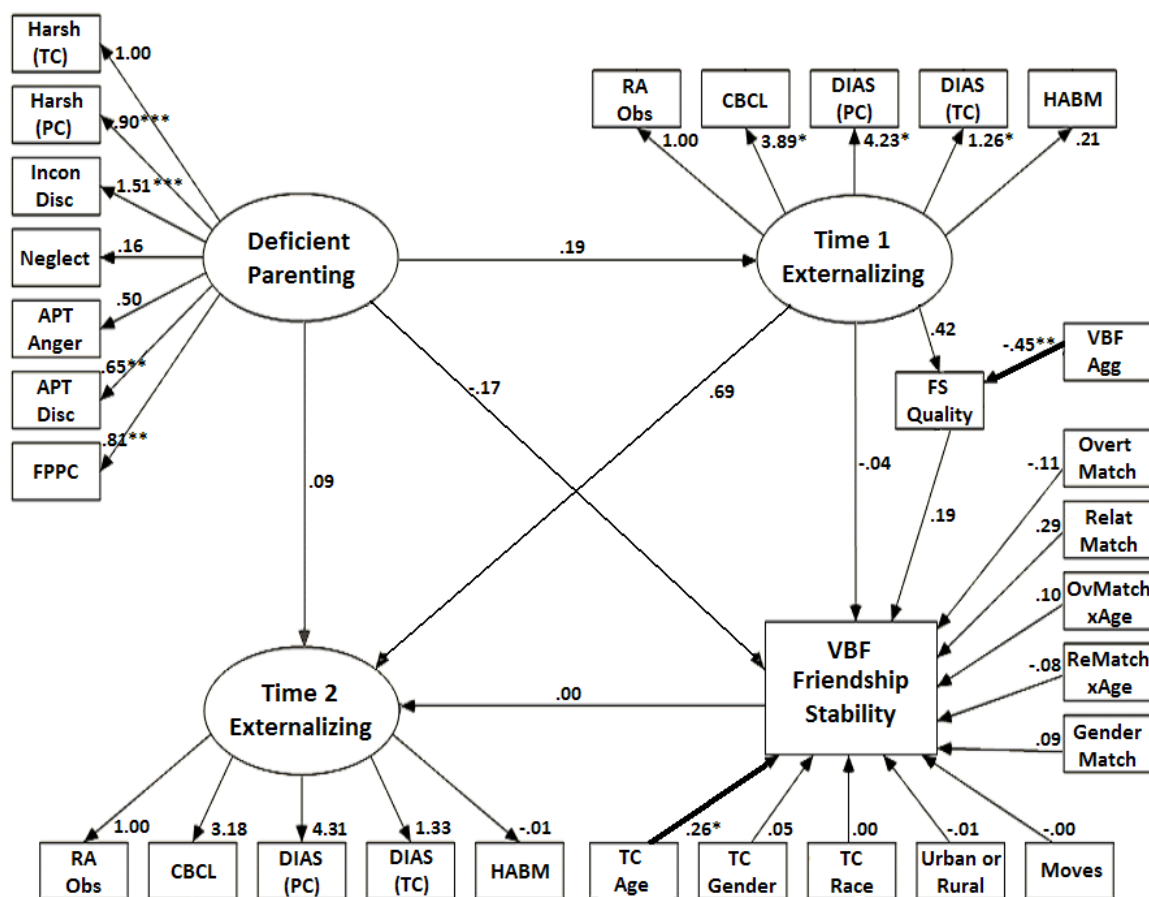 Harsh
(TC)
1.00
Harsh
(PC)
.90***
Incon
Disc
1.51***
Neglect
.16
APT
Anger
.50
APT
Disc
.65**
FPPC
.81**
Deficient
Parenting
.19
RA
Obs
1.00
CBCL
3.89*
DIAS
(PC)
4.23*
DIAS
(TC)
1.26*
HABM
.21
Time 1
Externalizing
.42
-.45**
VBF
Agg
FS
Quality
-.17
.69
.09
-.04
.19
-.11
Overt
Match
.29
Relat
Match
.10
OvMatch
xAge
-.08
ReMatch
xAge
.09
Gender
Match
VBF
Friendship
Stability
.00
Time 2
Externalizing
1.00
3.18
4.31
1.33
-.01
RA
Obs
CBCL
DIAS
(PC)
DIAS
(TC)
HABM
.26*
.05
.00
-.01
-.00
TC
Age
TC
Gender
TC
Race
Urban or
Rural
Moves